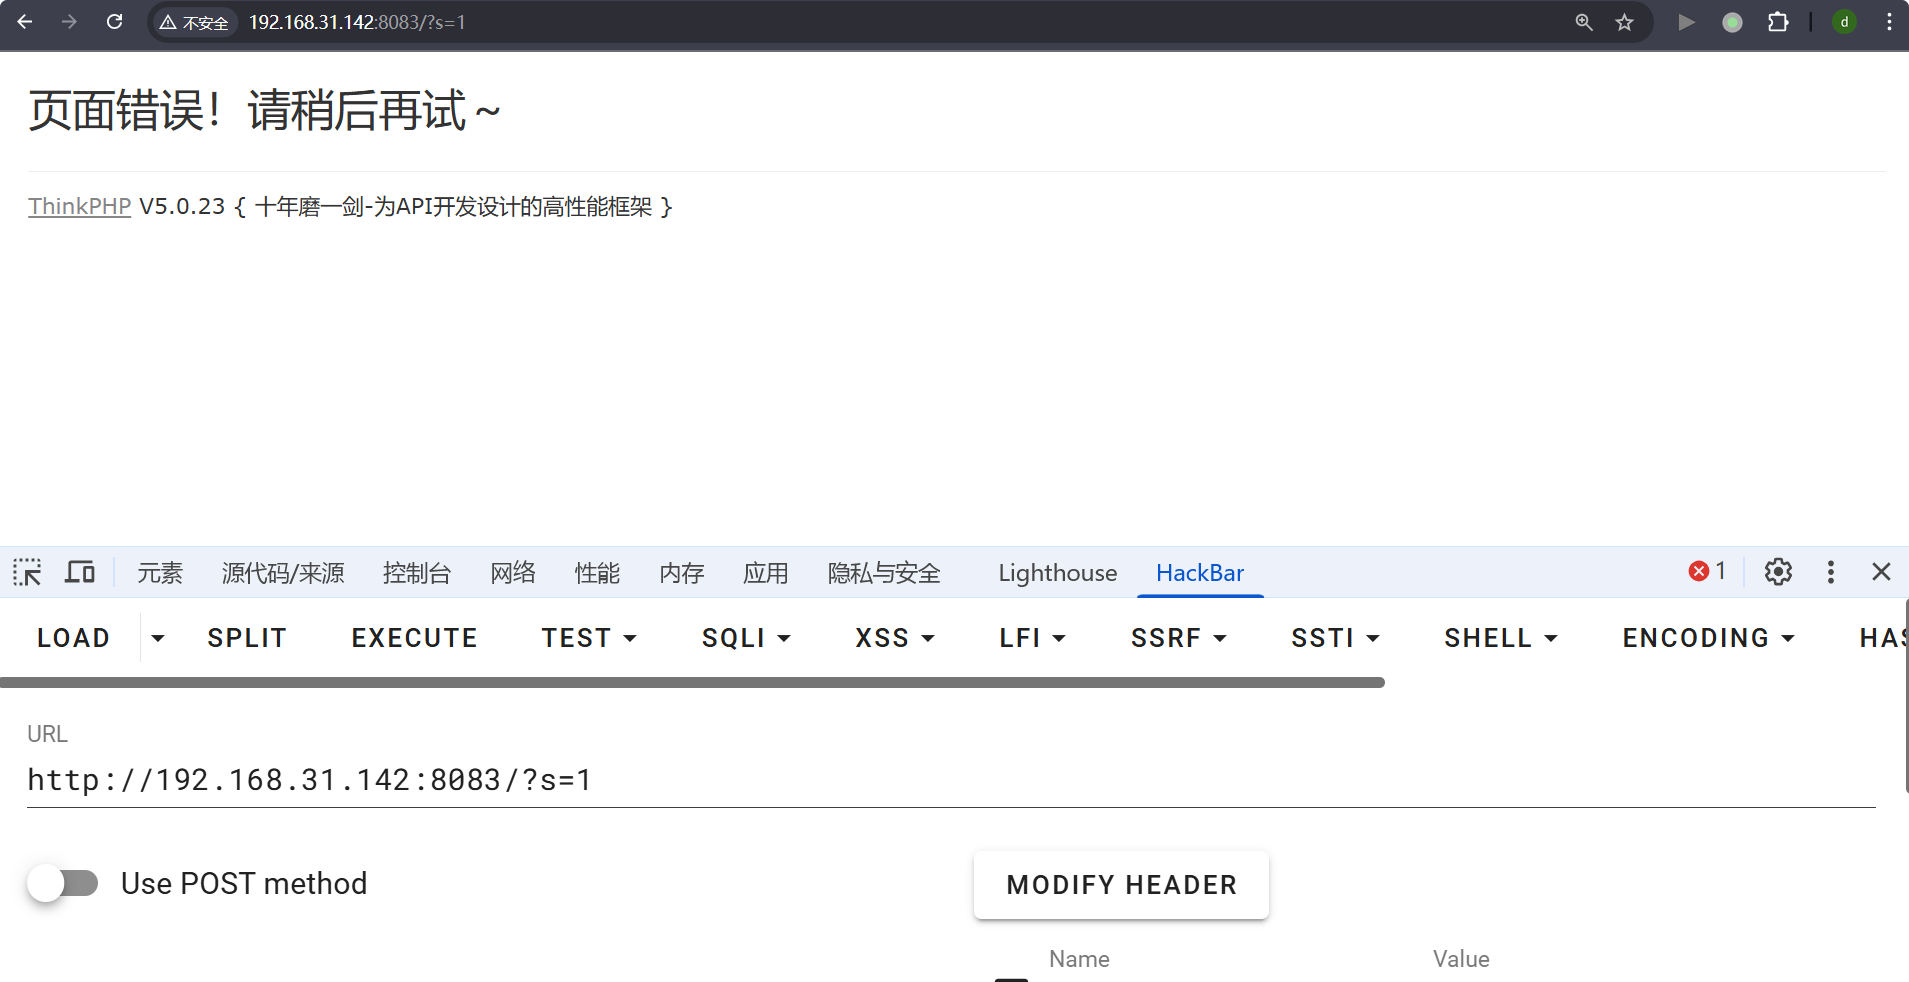 不安全 192.168.31.142:8083/?s=1 d
页面错误！请稍后再试～
ThinkPHP V5.0.23 { 十年磨一剑-为API开发设计的高性能框架 }
元素 源代码/来源 控制台 网络 性能 内存 应用 隐私与安全 Lighthouse HackBar 1
LOAD SPLIT EXECUTE TEST SQLI XSS LFI SSRF SSTI SHELL ENCODING HAS
URL
http://192.168.31.142:8083/?s=1
Use POST method MODIFY HEADER
Name Value